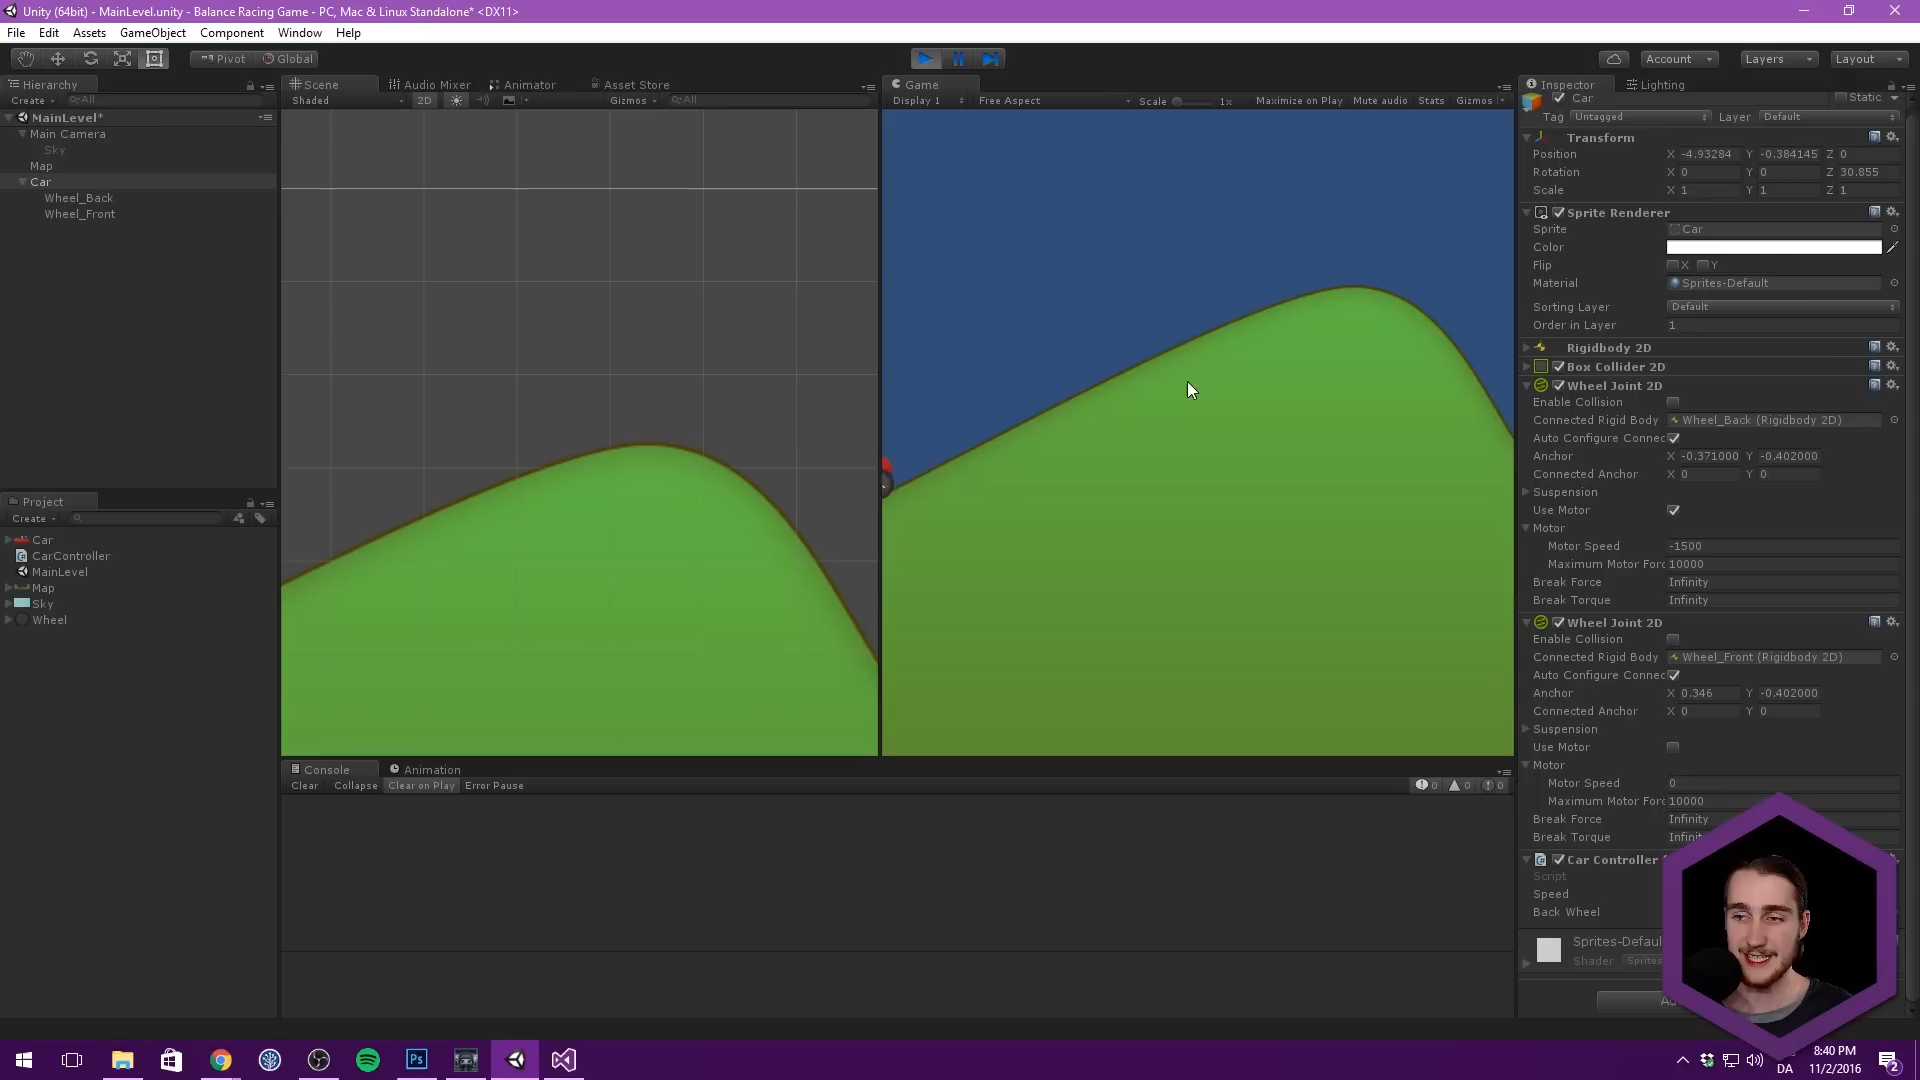 Unity (64bit) - MainLevel.unity - Balance Racing Game - PC, Mac & Linux Standalone* <DX11>
File Edit Assets GameObject Component Window Help
Pivot Global Account Layers Layout
Hierarchy
Create All
MainLevel*
Main Camera
Sky
Map
Car
Wheel_Back
Wheel_Front
Project
Create
Car
CarController
MainLevel
Map
Sky
Wheel
Scene Audio Mixer Animator Asset Store
Shaded 2D Gizmos All
Game
Display 1 Free Aspect Scale 1x Maximize on Play Mute audio Stats Gizmos
Console Animation
Clear Collapse Clear on Play Error Pause 0 0 0
Inspector Lighting
Car Static
Tag Untagged Layer Default
Transform
Position X -4.93284 Y -0.384145 Z 0
Rotation X 0 Y 0 Z 30.855
Scale X 1 Y 1 Z 1
Sprite Renderer
Sprite Car
Color
Flip X Y
Material Sprites-Default
Sorting Layer Default
Order in Layer 1
Rigidbody 2D
Box Collider 2D
Wheel Joint 2D
Enable Collision
Connected Rigid Body Wheel_Back (Rigidbody 2D)
Auto Configure Connec
Anchor X -0.371000 Y -0.402000
Connected Anchor X 0 Y 0
Suspension
Use Motor
Motor
Motor Speed -1500
Maximum Motor Forc 10000
Break Force Infinity
Break Torque Infinity
Wheel Joint 2D
Enable Collision
Connected Rigid Body Wheel_Front (Rigidbody 2D)
Auto Configure Connec
Anchor X 0.346 Y -0.402000
Connected Anchor X 0 Y 0
Suspension
Use Motor
Motor
Motor Speed 0
Maximum Motor Forc 10000
Break Force Infinity
Break Torque Infini
Car Controller
Script
Speed
Back Wheel
Sprites-Defaul
Shader Sprites
Ps
8:40 PM
DA 11/2/2016 2